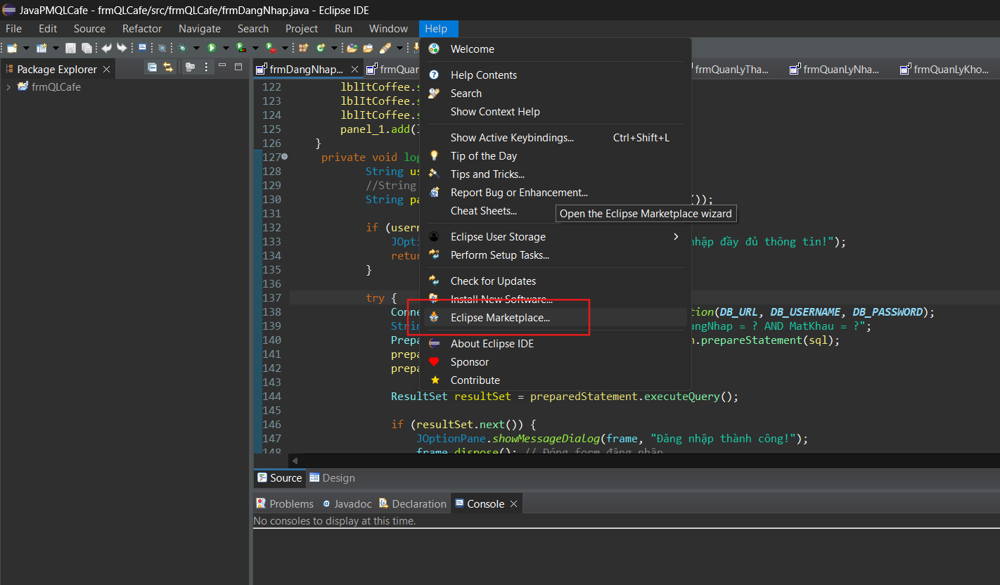 JavaPMQLCafe - frmQLCafe/src/frmQLCafe/frmDangNhap.java - Eclipse IDE
File Edit Source Refactor Navigate Search Project Run Window Help
Package Explorer
frmQLCafe
frmDangNhap... frmQuan frmQuanLyTha... frmQuanLyNha... frmQuanLyKho...
Welcome
Help Contents
Search
Show Context Help
Show Active Keybindings... Ctrl+Shift+L
Tip of the Day
Tips and Tricks...
Report Bug or Enhancement...
Cheat Sheets...
Open the Eclipse Marketplace wizard
Eclipse User Storage
Perform Setup Tasks...
Check for Updates
Install New Software...
Eclipse Marketplace...
About Eclipse IDE
Sponsor
Contribute
122 lblItCoffee.s
123 lblItCoffee.s
124 lblItCoffee.s
125 panel_1.add(l
126 }
127 private void log
128 String us
129 //String
130 String pa ());
131
132 if (usern
133 JOpti nhập đầy đủ thông tin!");
134 retur
135 }
136
137 try {
138 Conne tion(DB_URL, DB_USERNAME, DB_PASSWORD);
139 Strin angNhap = ? AND MatKhau = ?";
140 Prepa n.prepareStatement(sql);
141 prepa
142 prepa
143
144 ResultSet resultSet = preparedStatement.executeQuery();
145
146 if (resultSet.next()) {
147 JOptionPane.showMessageDialog(frame, "Đăng nhập thành công!");
148 frame.dispose(); // Đóng form đăng nhập
Source Design
Problems Javadoc Declaration Console
No consoles to display at this time.